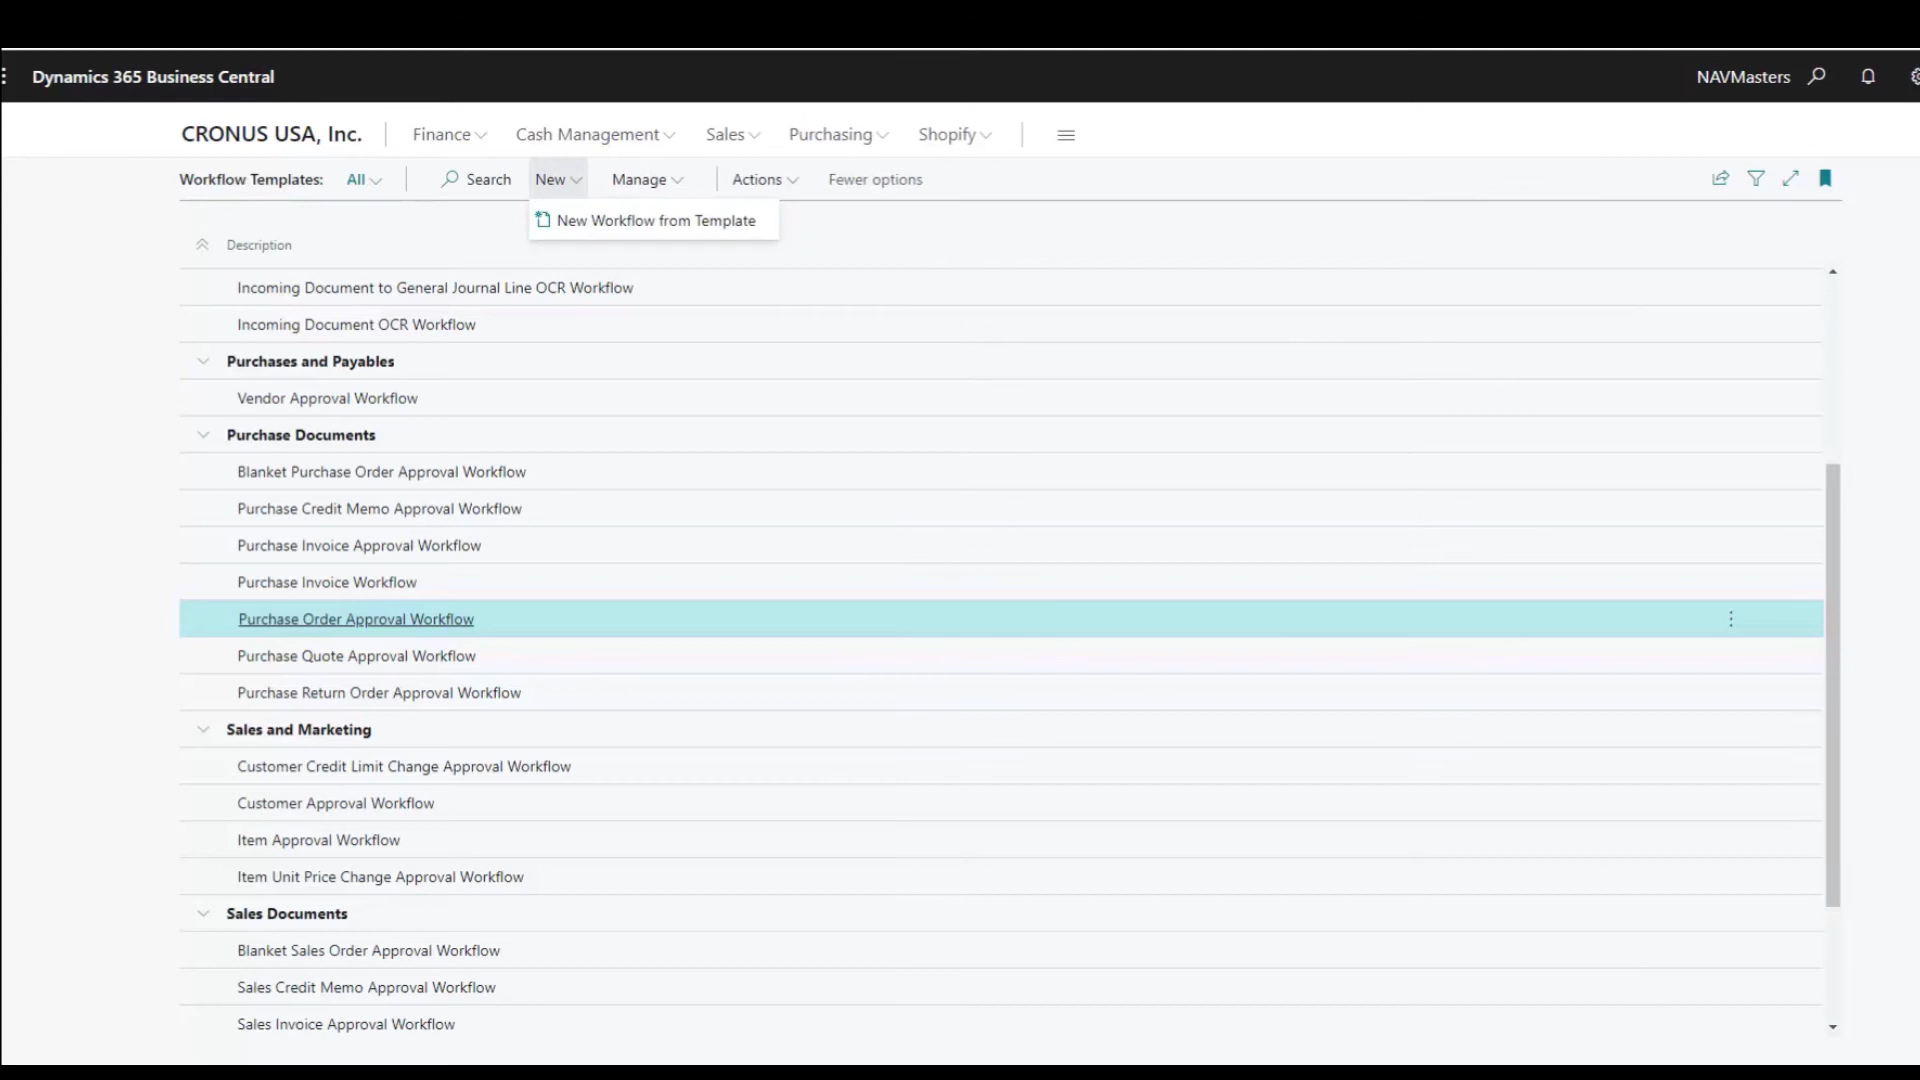 Dynamics 365 Business Central
NAVMasters
CRONUS USA, Inc.
Finance
Cash Management
Sales
Purchasing
Shopify
Workflow Templates:
All
Search
New
Manage
Actions
Fewer options
New Workflow from Template
Description
Incoming Document to General Journal Line OCR Workflow
Incoming Document OCR Workflow
Purchases and Payables
Vendor Approval Workflow
Purchase Documents
Blanket Purchase Order Approval Workflow
Purchase Credit Memo Approval Workflow
Purchase Invoice Approval Workflow
Purchase Invoice Workflow
Purchase Order Approval Workflow
Purchase Quote Approval Workflow
Purchase Return Order Approval Workflow
Sales and Marketing
Customer Credit Limit Change Approval Workflow
Customer Approval Workflow
Item Approval Workflow
Item Unit Price Change Approval Workflow
Sales Documents
Blanket Sales Order Approval Workflow
Sales Credit Memo Approval Workflow
Sales Invoice Approval Workflow